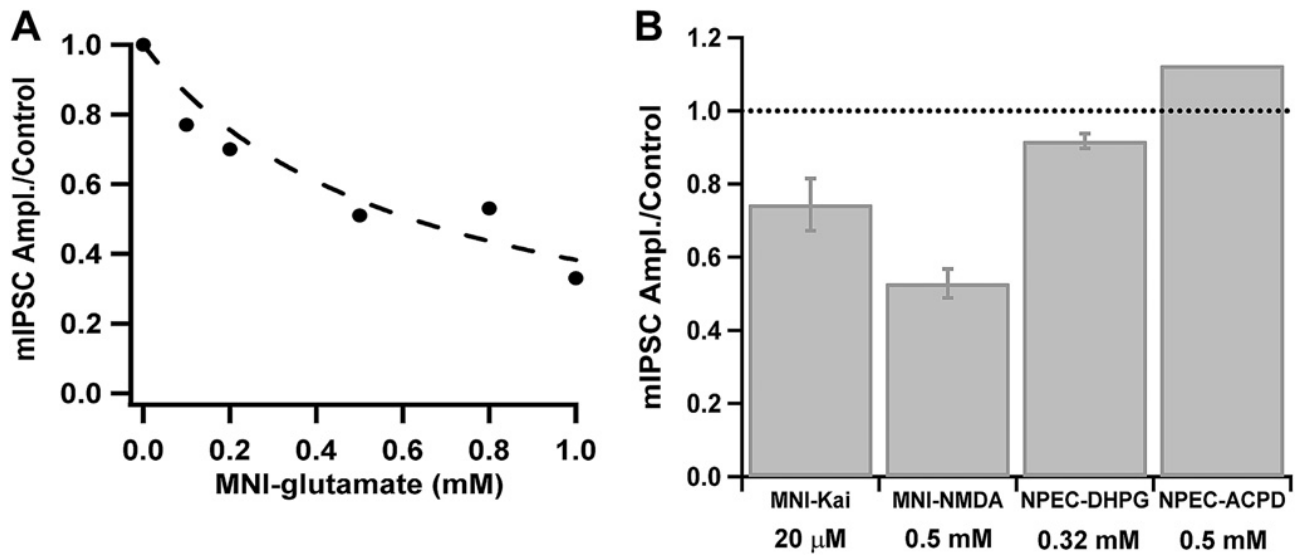 A
mIPSC Ampl./Control
1.0
0.8
0.6
0.4
0.2
0.0
0.0 0.2 0.4 0.6 0.8 1.0
MNI-glutamate (mM)
B
mIPSC Ampl./Control
1.2
1.0
0.8
0.6
0.4
0.2
0.0
MNI-Kai MNI-NMDA NPEC-DHPG NPEC-ACPD
20 μM 0.5 mM 0.32 mM 0.5 mM